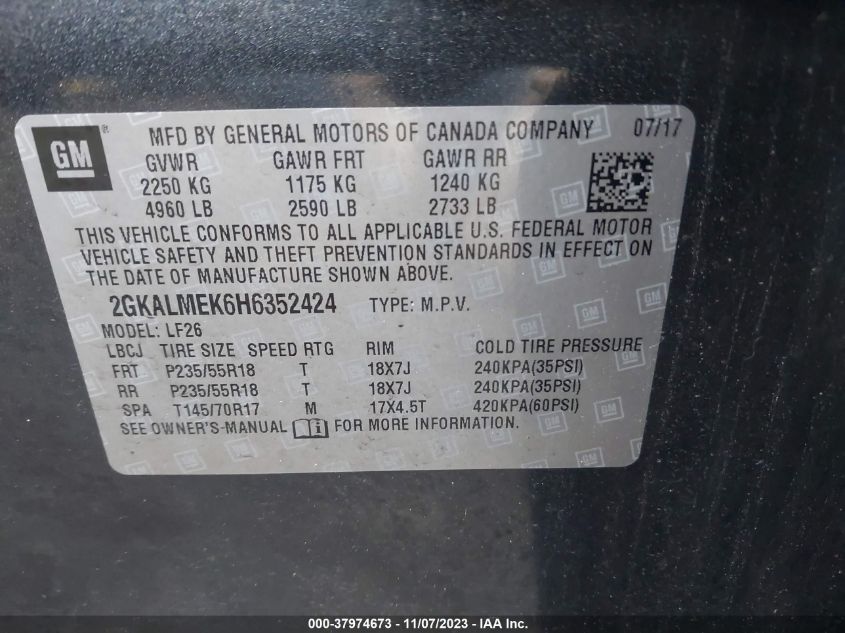 GM ® MFD BY GENERAL MOTORS OF CANADA COMPANY 07/17
GVWR GAWR FRT GAWR RR
2250 KG 1175 KG 1240 KG
4960 LB 2590 LB 2733 LB
THIS VEHICLE CONFORMS TO ALL APPLICABLE U.S. FEDERAL MOTOR
VEHICLE SAFETY AND THEFT PREVENTION STANDARDS IN EFFECT ON
THE DATE OF MANUFACTURE SHOWN ABOVE.
2GKALMEK6H6352424 TYPE: M.P.V.
MODEL: LF26
LBCJ TIRE SIZE SPEED RTG RIM COLD TIRE PRESSURE
FRT P235/55R18 T 18X7J 240KPA(35PSI)
RR P235/55R18 T 18X7J 240KPA(35PSI)
SPA T145/70R17 M 17X4.5T 420KPA(60PSI)
SEE OWNER'S-MANUAL i FOR MORE INFORMATION.
000-37974673 - 11/07/2023 - IAA Inc.